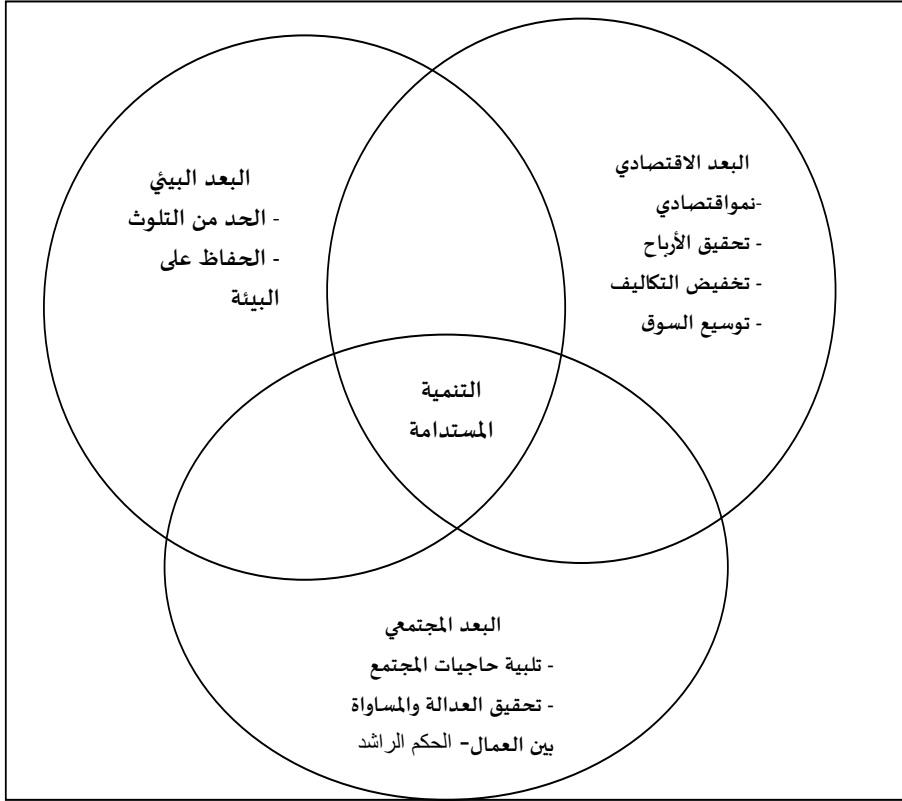 البعد الاقتصادي
-نمواقتصادي
- تحقيق الأرباح
- تخفيض التكاليف
- توسيع السوق
البعد البيئي
- الحد من التلوث
- الحفاظ على
البيئة
التنمية
المستدامة
البعد المجتمعي
- تلبية حاجيات المجتمع
- تحقيق العدالة والمساواة
بين العمال- الحكم الراشد